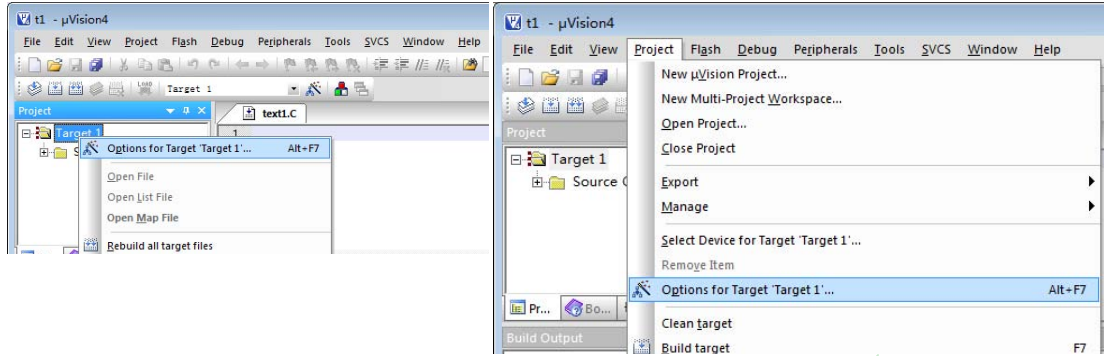 t1 - µVision4
File Edit View Project Flash Debug Peripherals Tools SVCS Window Help
LOAD Target 1
Project
text1.C
Target 1
1
S
Options for Target 'Target 1'... Alt+F7
Open File
Open List File
Open Map File
Rebuild all target files
t1 - µVision4
File Edit View Project Flash Debug Peripherals Tools SVCS Window Help
New µVision Project...
New Multi-Project Workspace...
Open Project...
Close Project
Project
Target 1
Source
Export
Manage
Select Device for Target 'Target 1'...
Remove Item
Options for Target 'Target 1'... Alt+F7
Pr... Bo...
Clean target
Build Output
Build target F7